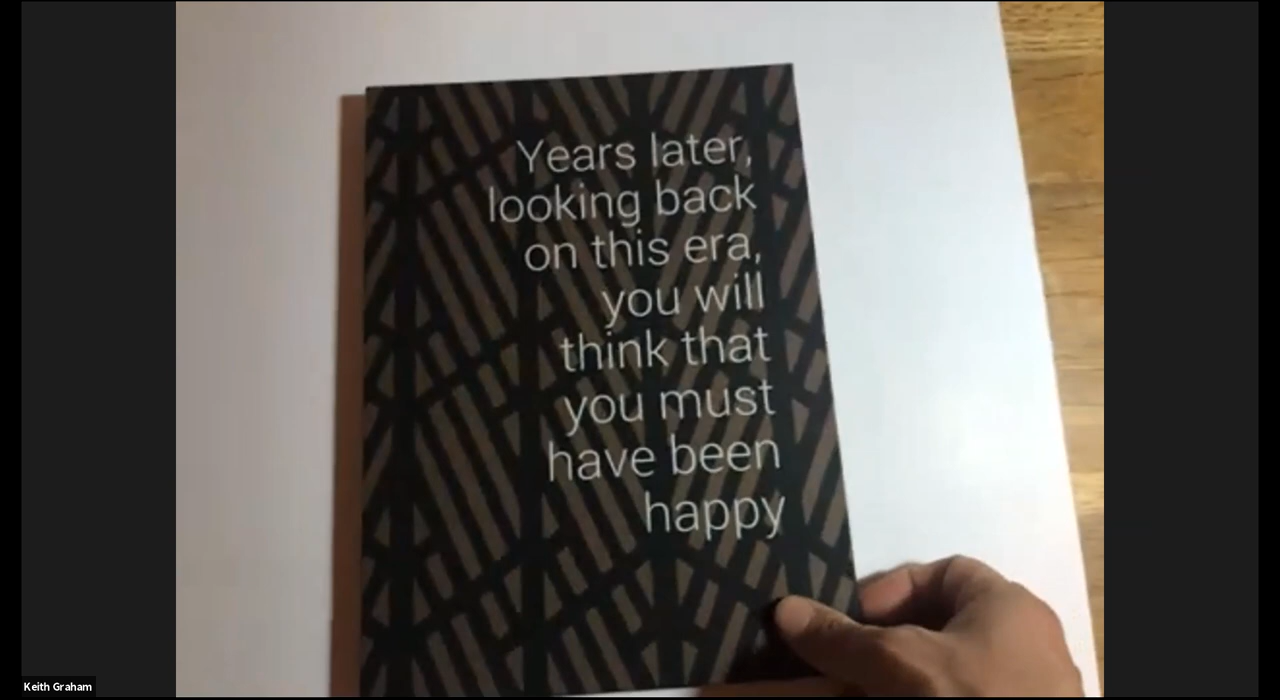 Years later,
looking back
on this era,
you will
think that
you must
have been
happy
Keith Graham